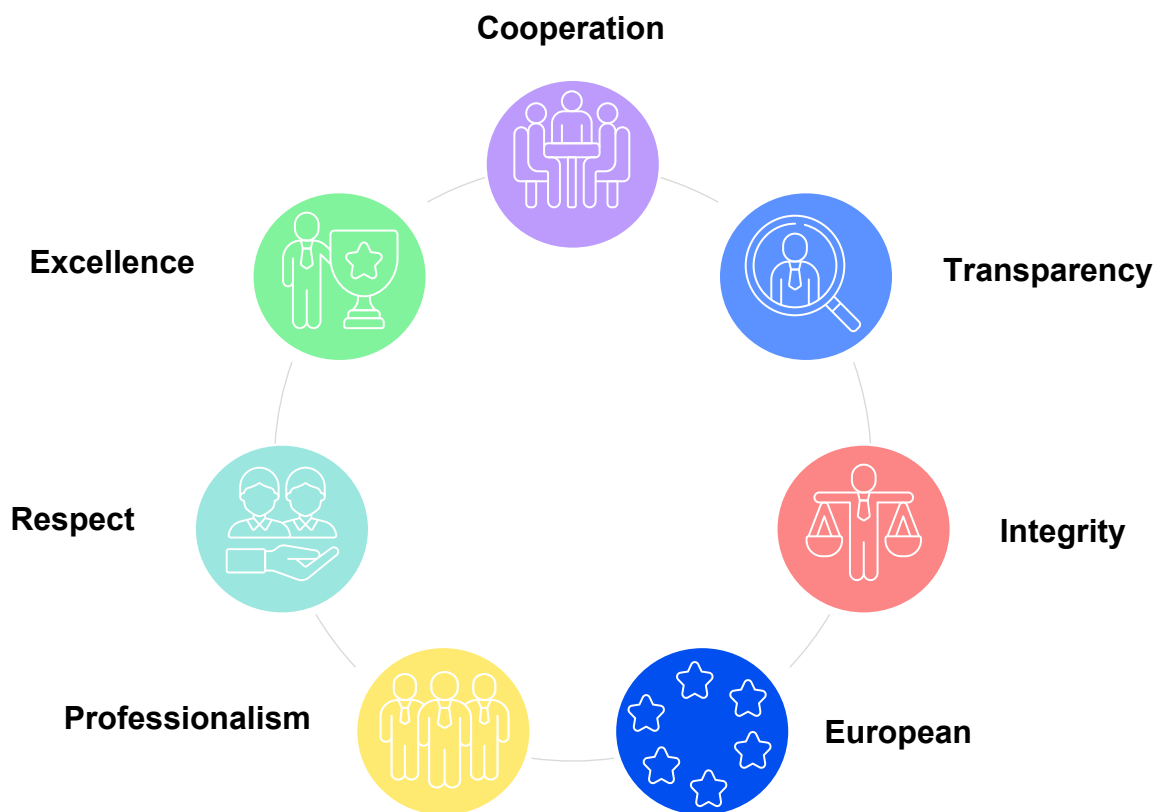 Cooperation
Transparency
Integrity
European
Professionalism
Respect
Excellence